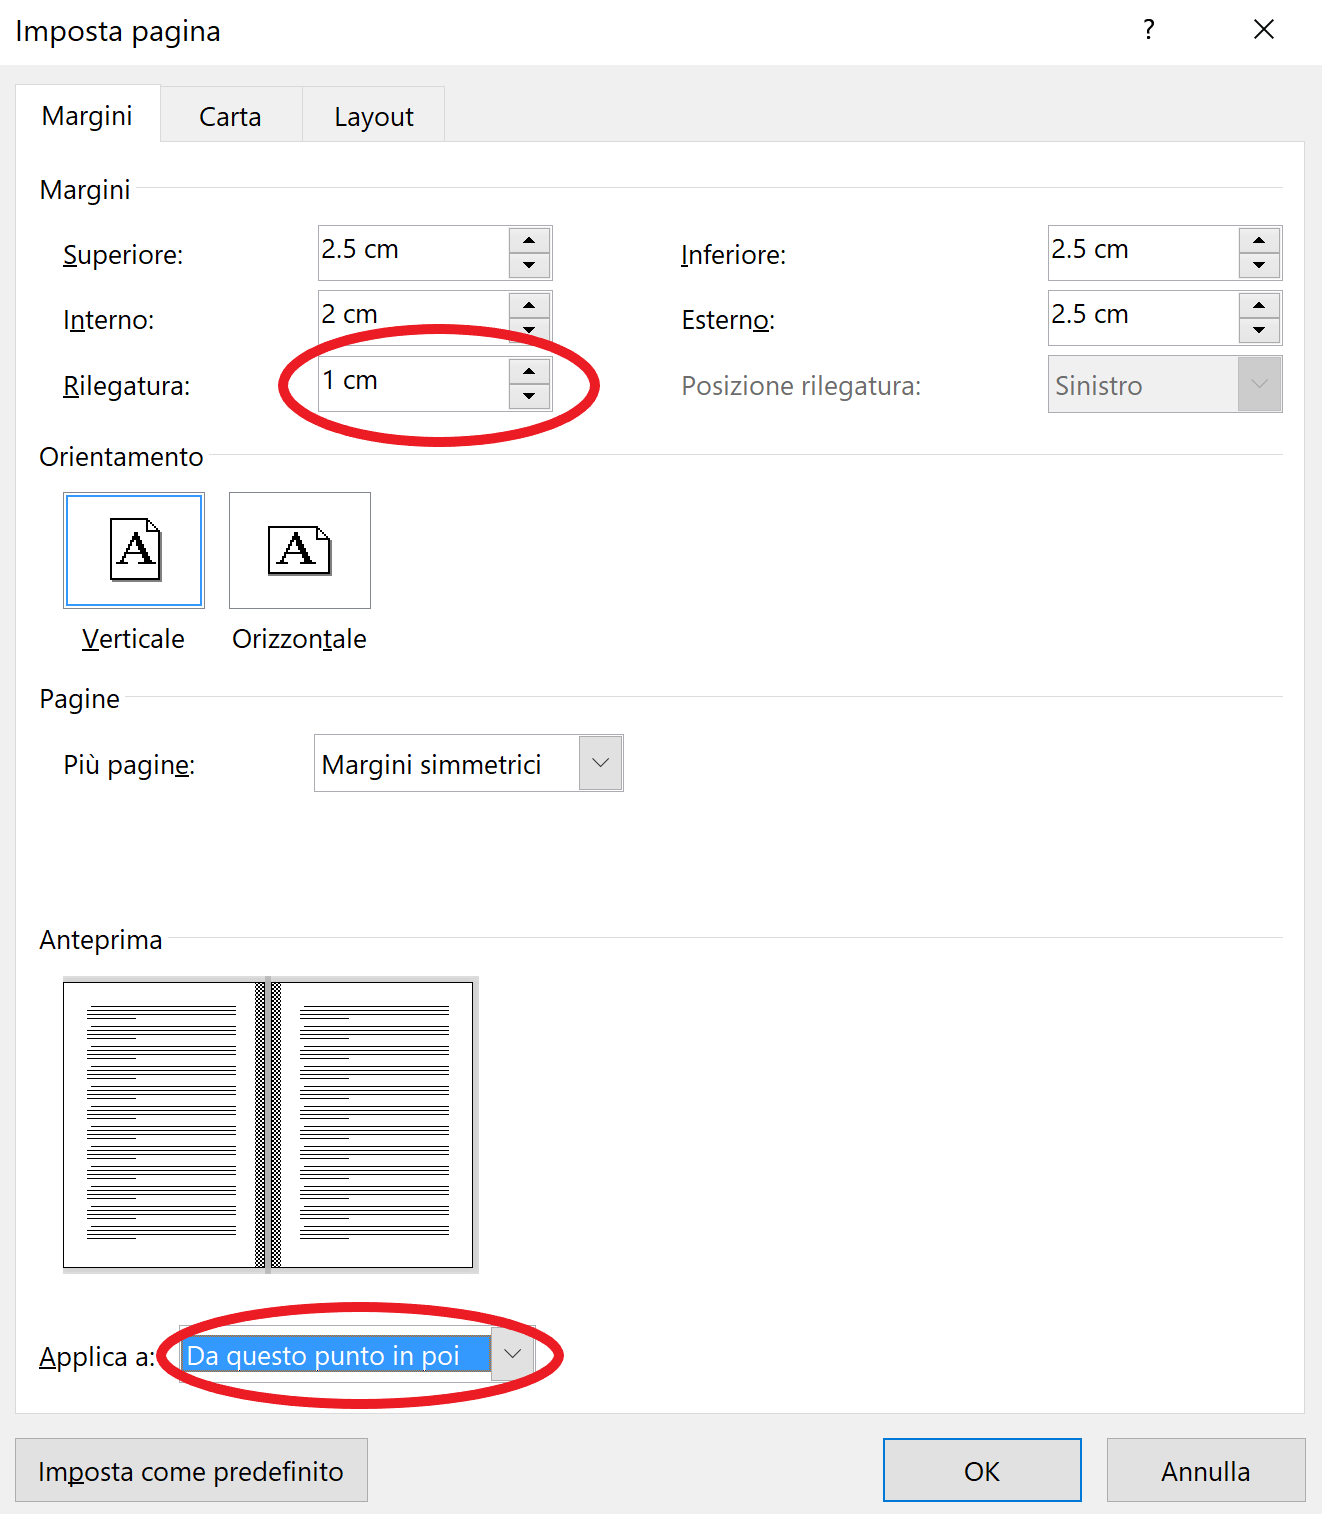 Imposta pagina ?
Margini Carta Layout
Margini
Superiore: 2.5 cm Inferiore: 2.5 cm
Interno: 2 cm Esterno: 2.5 cm
Rilegatura: 1 cm Posizione rilegatura: Sinistro
Orientamento
A A
Verticale Orizzontale
Pagine
Più pagine: Margini simmetrici
Anteprima
Applica a: Da questo punto in poi
Imposta come predefinito OK Annulla